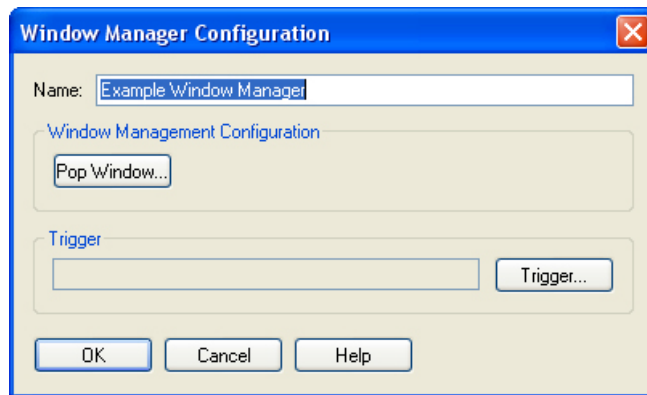 Window Manager Configuration
Name: Example Window Manager
Window Management Configuration
Pop Window...
Trigger
Trigger...
OK Cancel Help